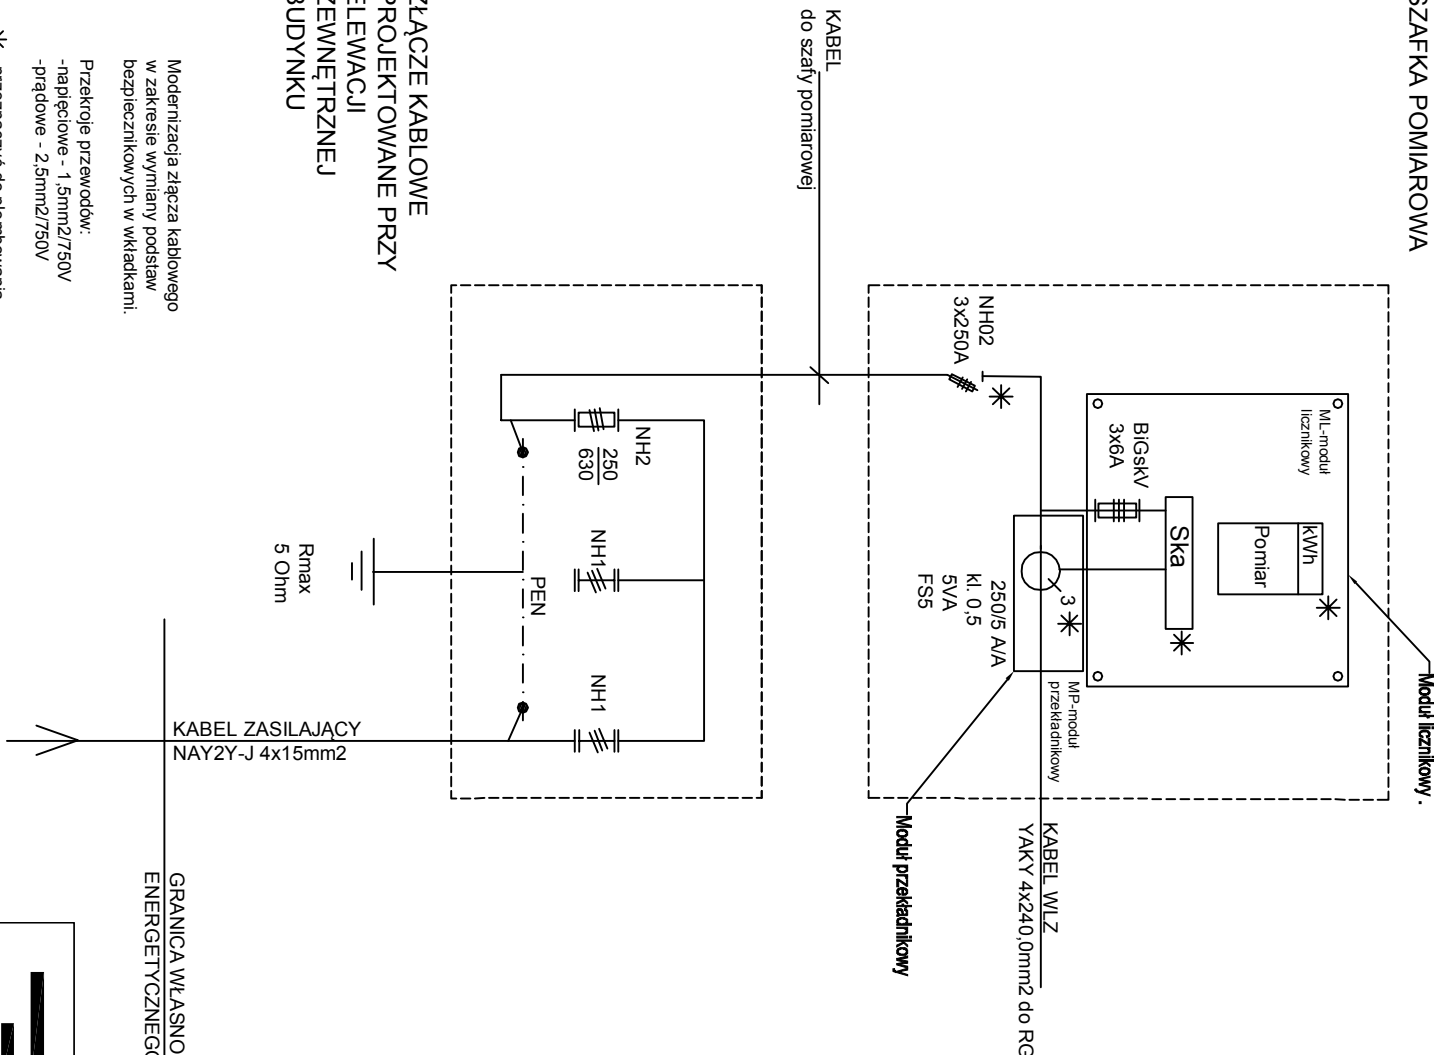 SZAFKA POMIAROWA
Moduł licznikowy .
ML-moduł
licznikowy
kWh
Pomiar
BiGskV
3x6A
Ska
NH02
3x250A
3
250/5 A/A
kl. 0,5
5VA
FS5
MP-moduł
przekładnikowy
Moduł przekładnikowy
KABEL WLZ
YAKY 4x240,0mm2 do RG
KABEL
do szafy pomiarowej
ZŁĄCZE KABLOWE
PROJEKTOWANE PRZY
ELEWACJI
ZEWNĘTRZNEJ
BUDYNKU
NH2
250
630
NH1
NH1
PEN
Rmax
5 Ohm
KABEL ZASILAJĄCY
NAY2Y-J 4x15mm2
GRANICA WŁASNO
ENERGETYCZNEGO
Modernizacja złącza kablowego
w zakresie wymiany podstaw
bezpiecznikowych w wkładkami.
Przekroje przewodów:
-napięciowe - 1,5mm2/750V
-prądowe - 2,5mm2/750V